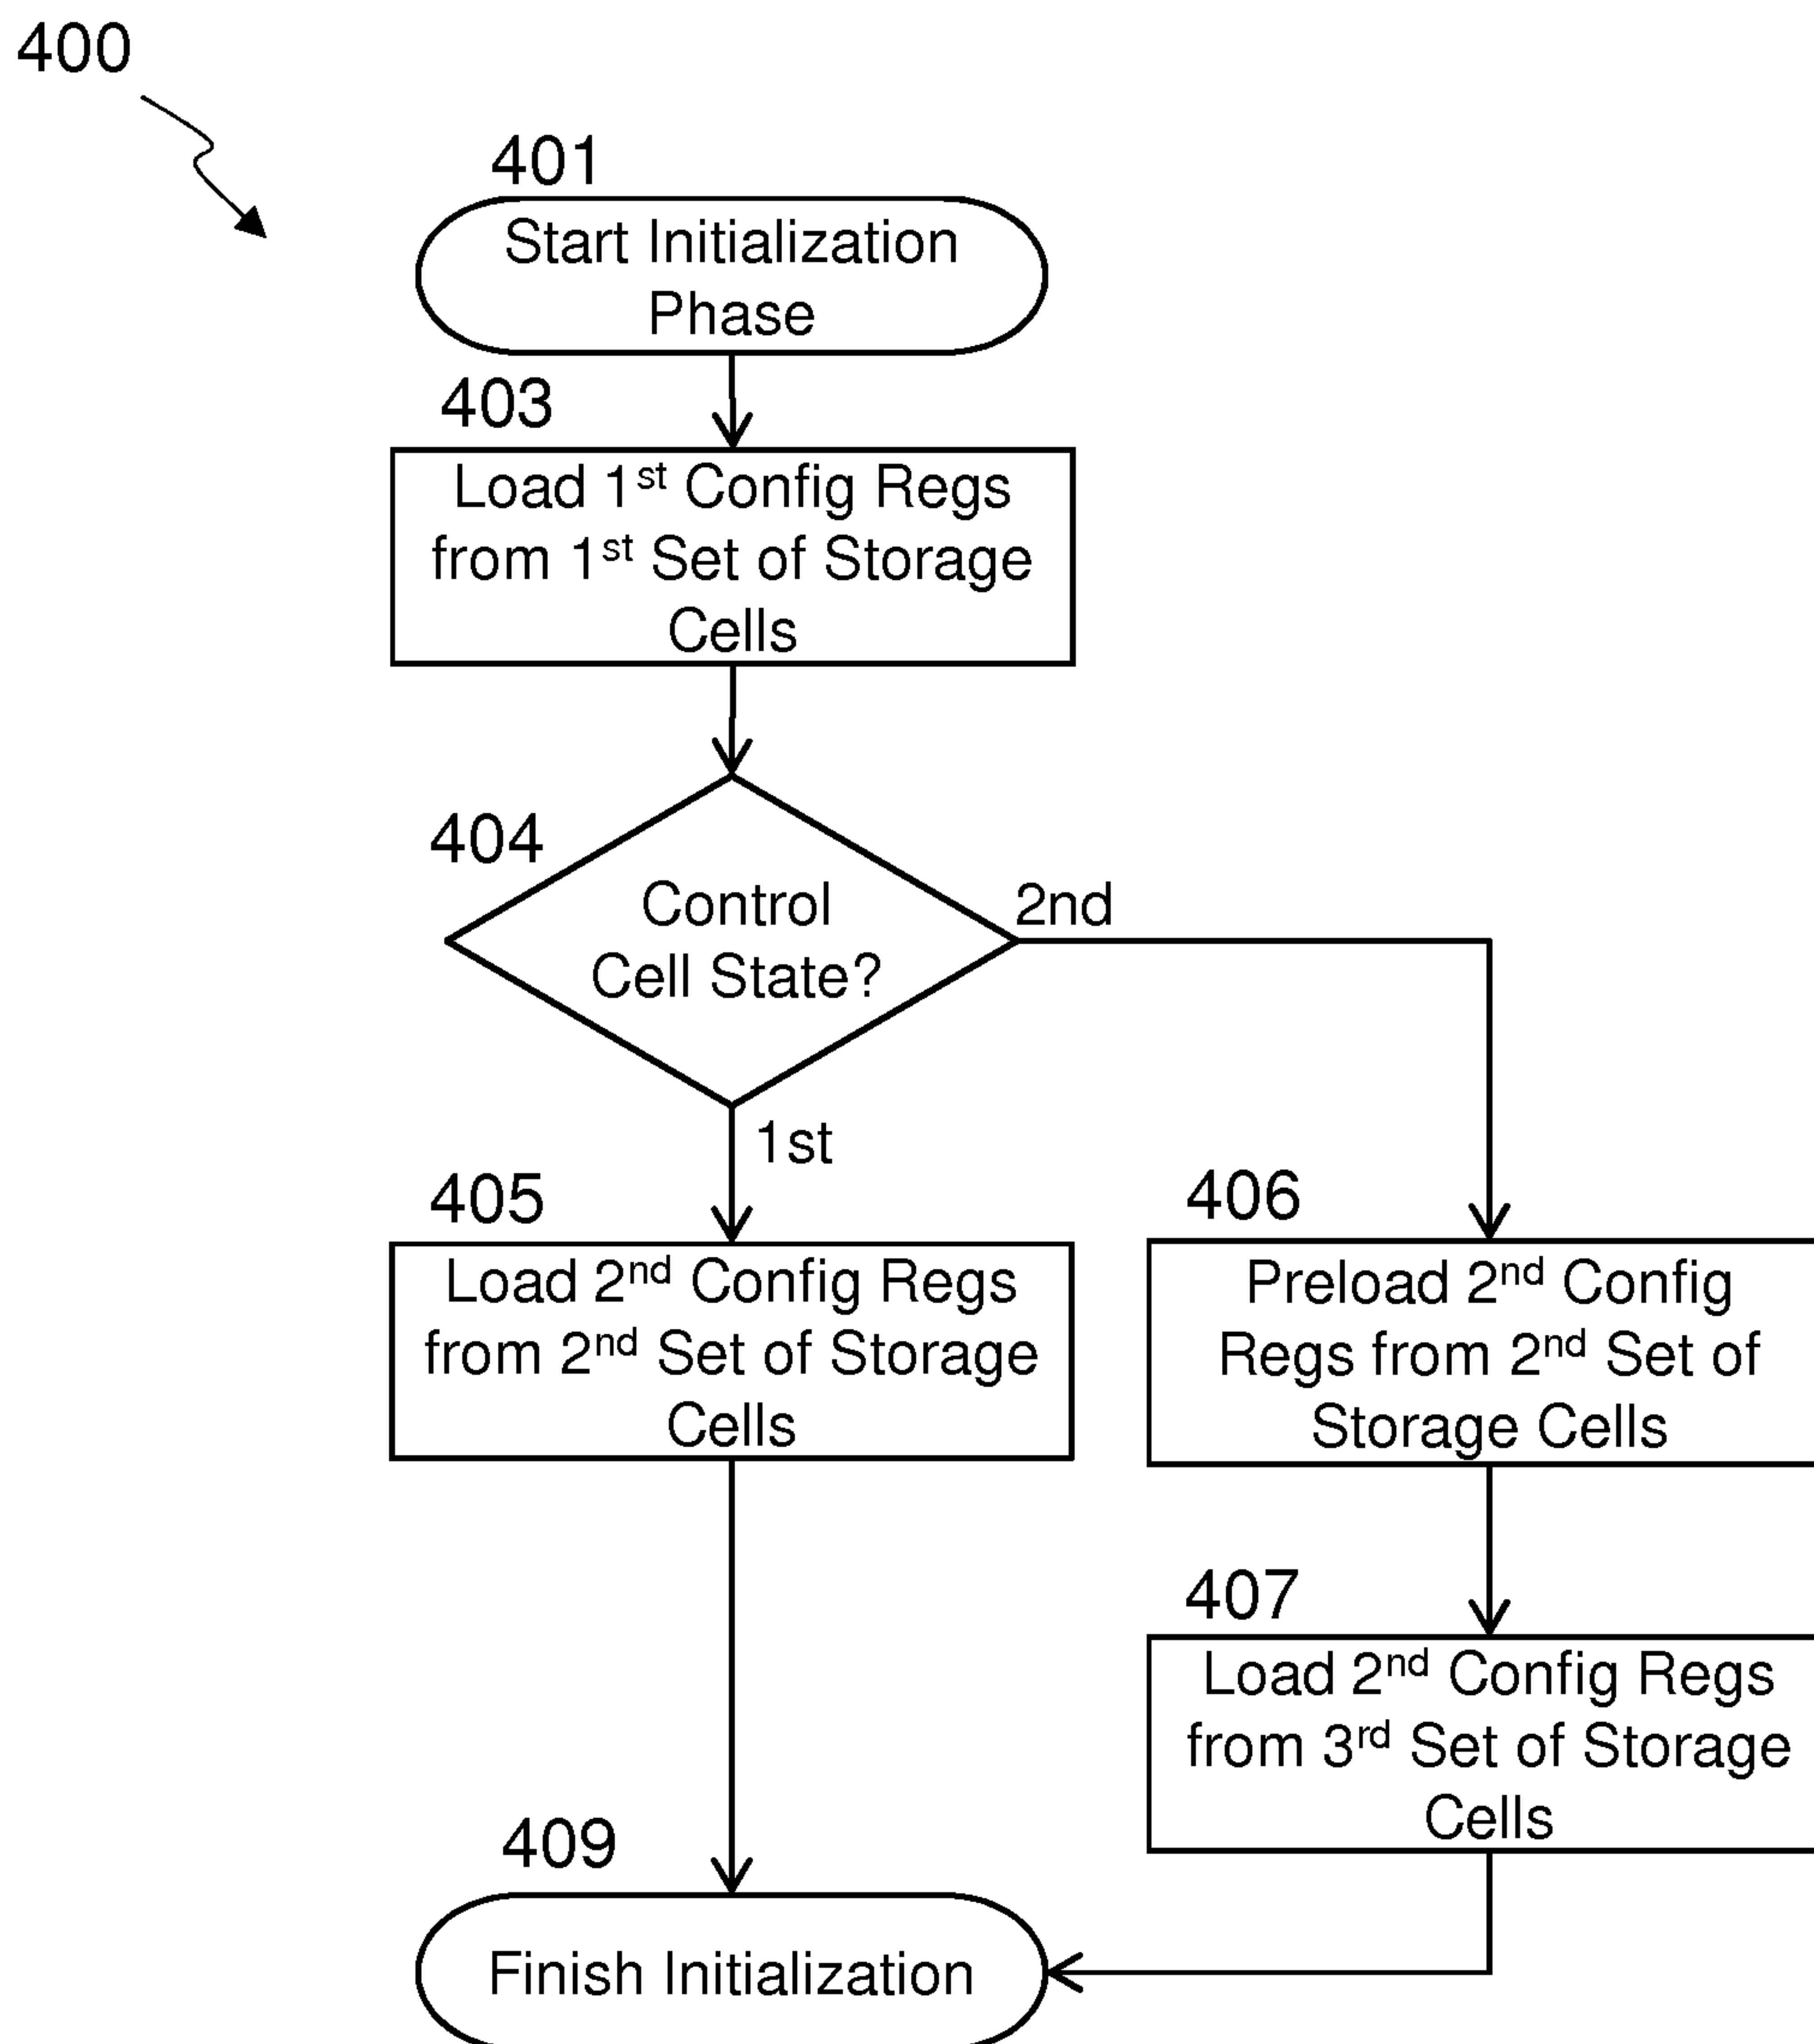 400
401
Start Initialization
Phase
403
Load 1st Config Regs
from 1st Set of Storage
Cells
404
Control
Cell State?
2nd
1st
405
Load 2nd Config Regs
from 2nd Set of Storage
Cells
406
Preload 2nd Config
Regs from 2nd Set of
Storage Cells
407
Load 2nd Config Regs
from 3rd Set of Storage
Cells
409
Finish Initialization